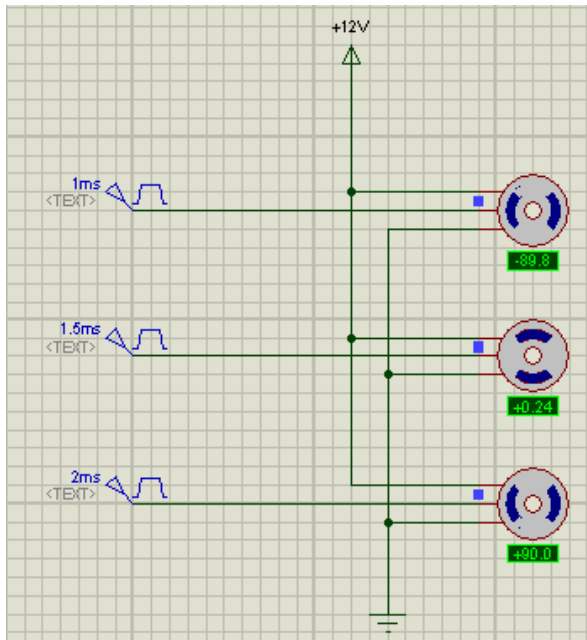 +12V
1ms
<TEXT>
-89.8
1.5ms
<TEXT>
+0.24
2ms
<TEXT>
+90.0